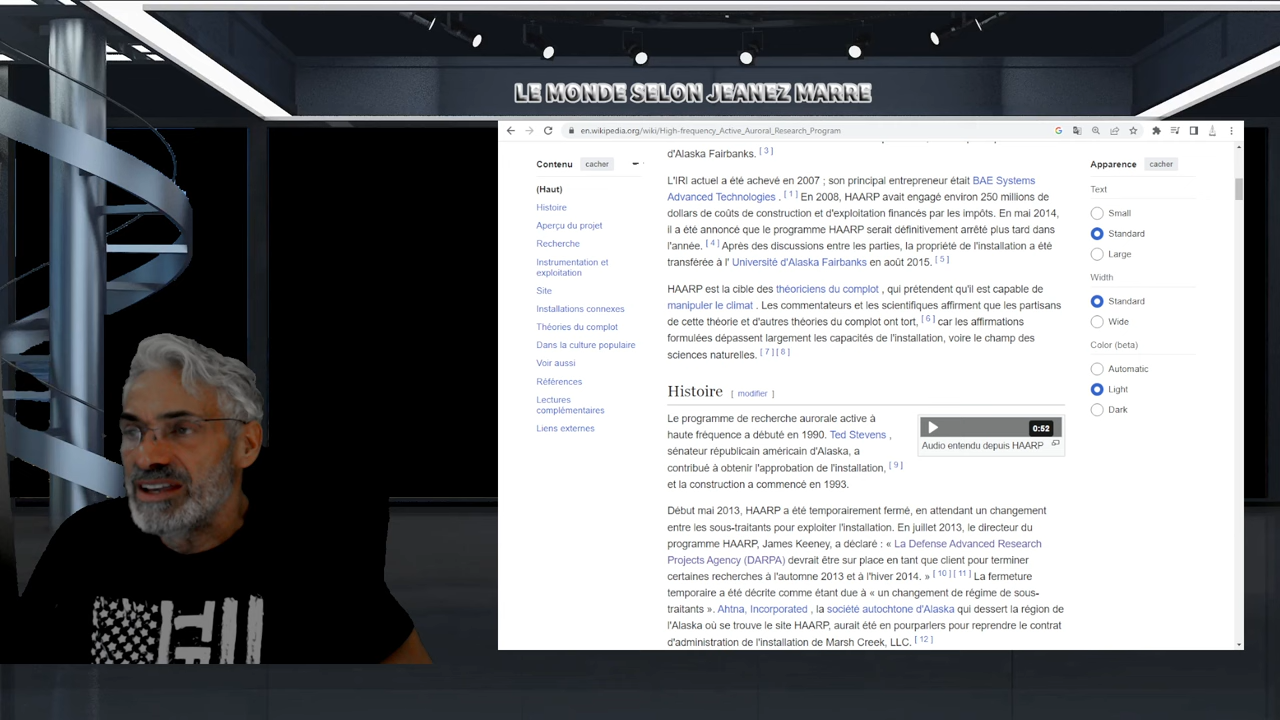 LE MONDE SELON JEANEZ MARRE
en.wikipedia.org/wiki/High-frequency_Active_Auroral_Research_Program
Contenu cacher
(Haut)
Histoire
Aperçu du projet
Recherche
Instrumentation et
exploitation
Site
Installations connexes
Théories du complot
Dans la culture populaire
Voir aussi
Références
Lectures
complémentaires
Liens externes
d'Alaska Fairbanks. [ 3 ]
L'IRI actuel a été achevé en 2007 ; son principal entrepreneur était BAE Systems
Advanced Technologies . [ 1 ] En 2008, HAARP avait engagé environ 250 millions de
dollars de coûts de construction et d'exploitation financés par les impôts. En mai 2014,
il a été annoncé que le programme HAARP serait définitivement arrêté plus tard dans
l'année. [ 4 ] Après des discussions entre les parties, la propriété de l'installation a été
transférée à l' Université d'Alaska Fairbanks en août 2015. [ 5 ]
HAARP est la cible des théoriciens du complot , qui prétendent qu'il est capable de
manipuler le climat . Les commentateurs et les scientifiques affirment que les partisans
de cette théorie et d'autres théories du complot ont tort, [ 6 ] car les affirmations
formulées dépassent largement les capacités de l'installation, voire le champ des
sciences naturelles. [ 7 ] [ 8 ]
Histoire [ modifier ]
Le programme de recherche aurorale active à
haute fréquence a débuté en 1990. Ted Stevens ,
sénateur républicain américain d'Alaska, a
contribué à obtenir l'approbation de l'installation, [ 9 ]
et la construction a commencé en 1993.
0:52
Audio entendu depuis HAARP
Début mai 2013, HAARP a été temporairement fermé, en attendant un changement
entre les sous-traitants pour exploiter l'installation. En juillet 2013, le directeur du
programme HAARP, James Keeney, a déclaré : « La Defense Advanced Research
Projects Agency (DARPA) devrait être sur place en tant que client pour terminer
certaines recherches à l'automne 2013 et à l'hiver 2014. » [ 10 ] [ 11 ] La fermeture
temporaire a été décrite comme étant due à « un changement de régime de sous-
traitants ». Ahtna, Incorporated , la société autochtone d'Alaska qui dessert la région de
l'Alaska où se trouve le site HAARP, aurait été en pourparlers pour reprendre le contrat
d'administration de l'installation de Marsh Creek, LLC. [ 12 ]
Apparence cacher
Text
Small
Standard
Large
Width
Standard
Wide
Color (beta)
Automatic
Light
Dark